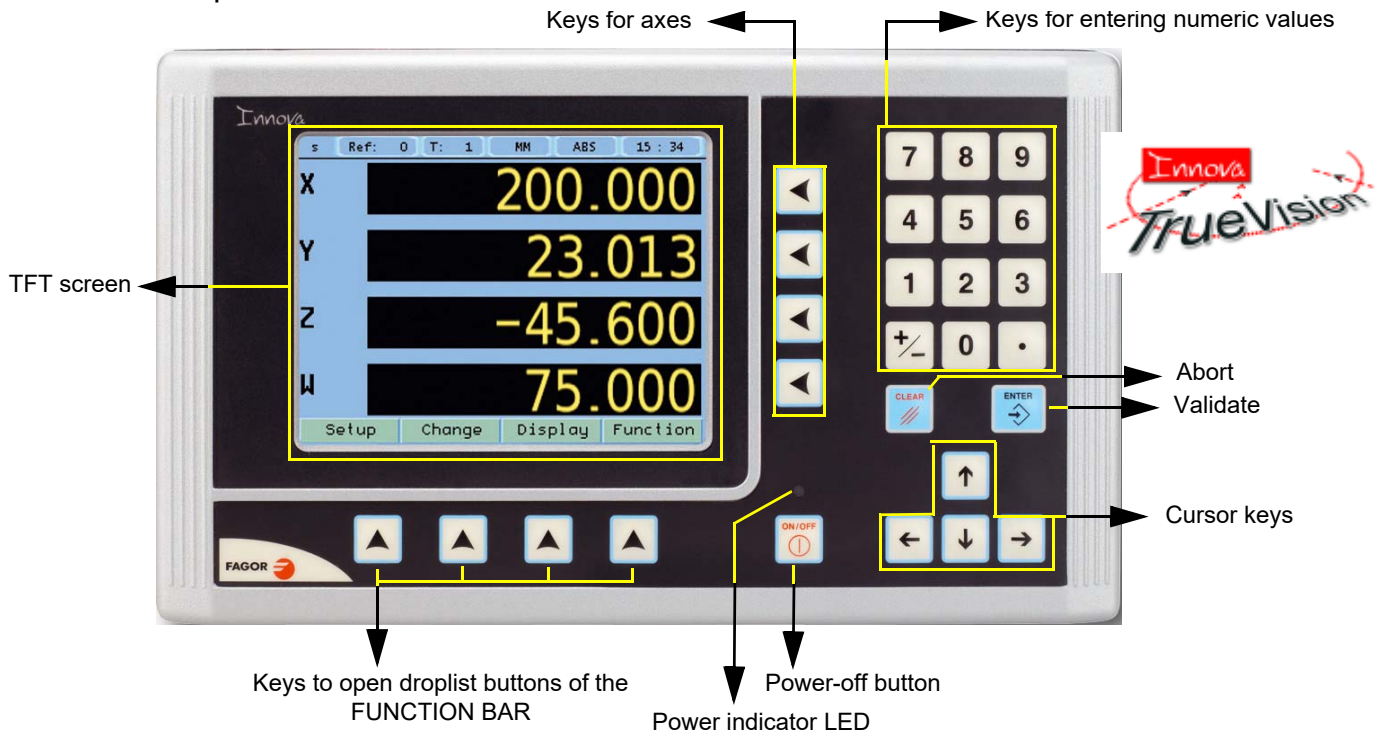 Keys for axes
Keys for entering numeric values
Innova
s Ref: 0 T: 1 MM ABS 15 : 34
X 200.000
Y 23.013
Z -45.600
W 75.000
Setup Change Display Function
7 8 9
4 5 6
1 2 3
+/- 0 .
Innova
TrueVision
TFT screen
CLEAR
ENTER
Abort
Validate
Cursor keys
ON/OFF
FAGOR
Keys to open droplist buttons of the
FUNCTION BAR
Power-off button
Power indicator LED